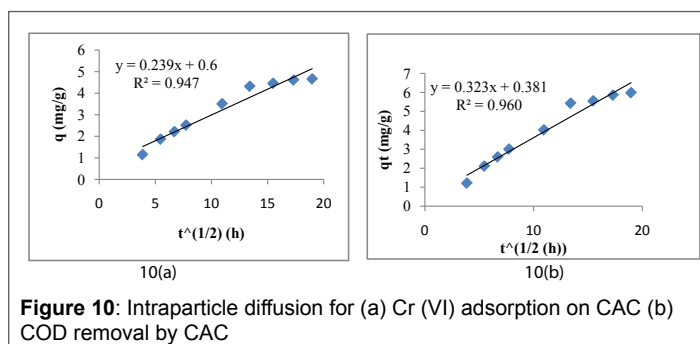 6
5
4
3
2
1
0
q (mg/g)
y = 0.239x + 0.6
R² = 0.947
0 5 10 15 20
t^(1/2) (h)
10(a)
7
6
5
4
3
2
1
0
qt (mg/g)
y = 0.323x + 0.381
R² = 0.960
0 10 20
t^(1/2 (h))
10(b)
Figure 10: Intraparticle diffusion for (a) Cr (VI) adsorption on CAC (b)
COD removal by CAC